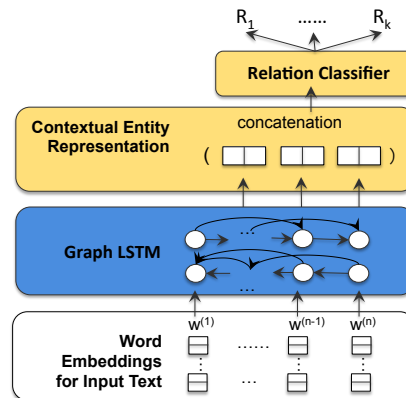 R1 ...... Rk
Relation Classifier
concatenation
Contextual Entity
Representation
( )
...
Graph LSTM
...
w(1) w(n-1) w(n)
Word
Embeddings
for Input Text
......
...